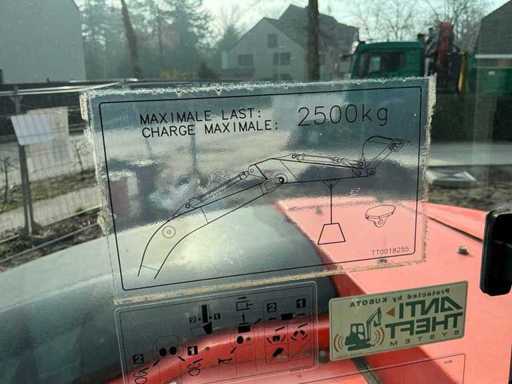 MAXIMALE LAST: 2500kg
CHARGE MAXIMALE:
TT0018255
Protected by KUBOTA
ANTI
THEFT
SYSTEM